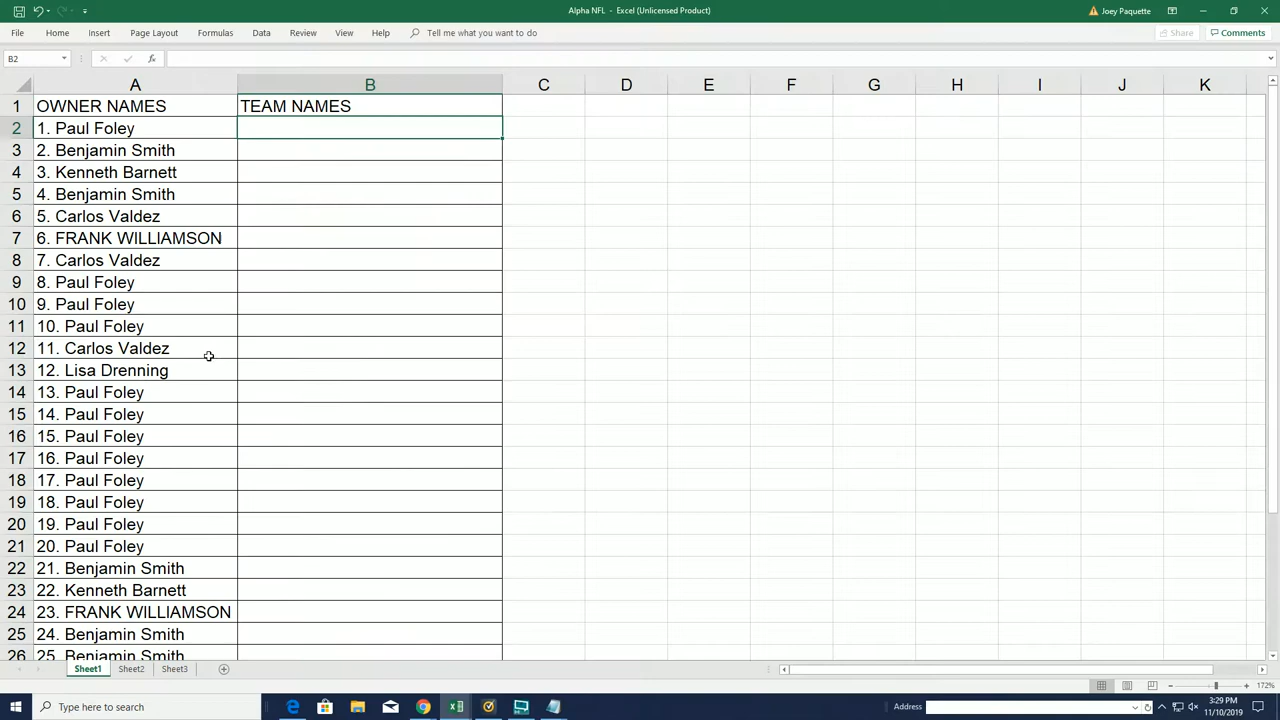 Alpha NFL - Excel (Unlicensed Product)
Joey Paquette
File Home Insert Page Layout Formulas Data Review View Help Tell me what you want to do Share Comments
B2
A B C D E F G H I J K
1 OWNER NAMES TEAM NAMES
2 1. Paul Foley
3 2. Benjamin Smith
4 3. Kenneth Barnett
5 4. Benjamin Smith
6 5. Carlos Valdez
7 6. FRANK WILLIAMSON
8 7. Carlos Valdez
9 8. Paul Foley
10 9. Paul Foley
11 10. Paul Foley
12 11. Carlos Valdez
13 12. Lisa Drenning
14 13. Paul Foley
15 14. Paul Foley
16 15. Paul Foley
17 16. Paul Foley
18 17. Paul Foley
19 18. Paul Foley
20 19. Paul Foley
21 20. Paul Foley
22 21. Benjamin Smith
23 22. Kenneth Barnett
24 23. FRANK WILLIAMSON
25 24. Benjamin Smith
26 25. Benjamin Smith
Sheet1 Sheet2 Sheet3
172%
Type here to search
Address
3:29 PM
11/10/2019